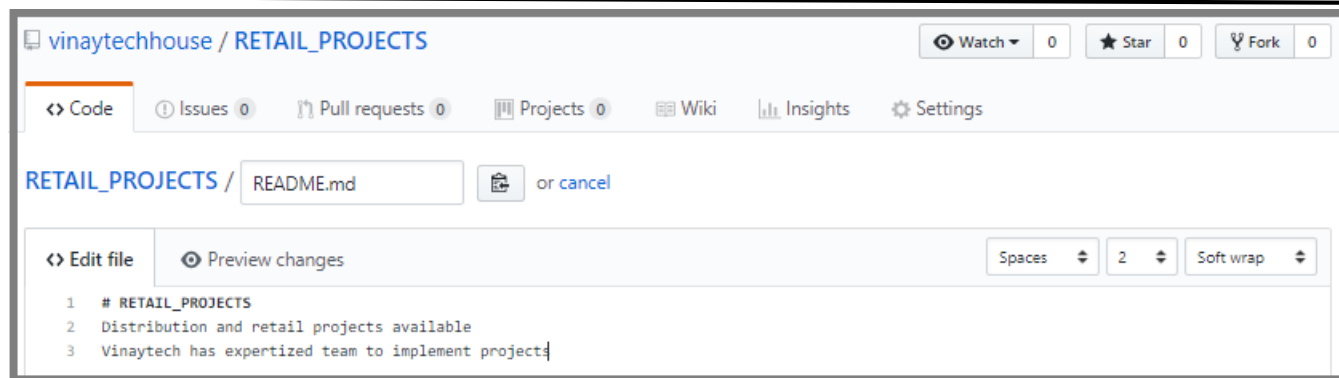 vinaytechhouse / RETAIL_PROJECTS Watch 0 Star 0 Fork 0
<> Code Issues 0 Pull requests 0 Projects 0 Wiki Insights Settings
RETAIL_PROJECTS / README.md or cancel
<> Edit file Preview changes Spaces 2 Soft wrap
1 # RETAIL_PROJECTS
2 Distribution and retail projects available
3 Vinaytech has expertized team to implement projects